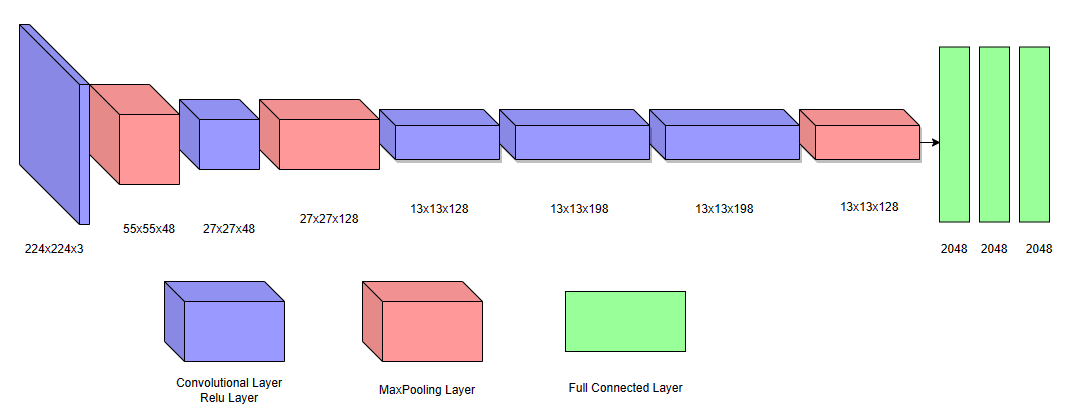 224x224x3
55x55x48
27x27x48
27x27x128
13x13x128
13x13x198
13x13x198
13x13x128
2048
2048
2048
Convolutional Layer
Relu Layer
MaxPooling Layer
Full Connected Layer